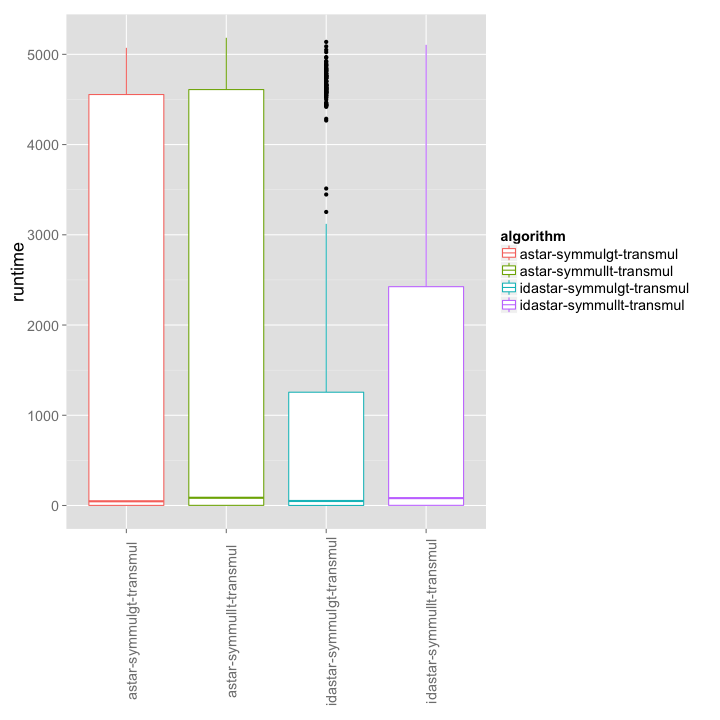 5000
4000
3000
2000
1000
0
runtime
astar-symmulgt-transmul
astar-symmullt-transmul
idastar-symmulgt-transmul
idastar-symmullt-transmul
algorithm
astar-symmulgt-transmul
astar-symmullt-transmul
idastar-symmulgt-transmul
idastar-symmullt-transmul